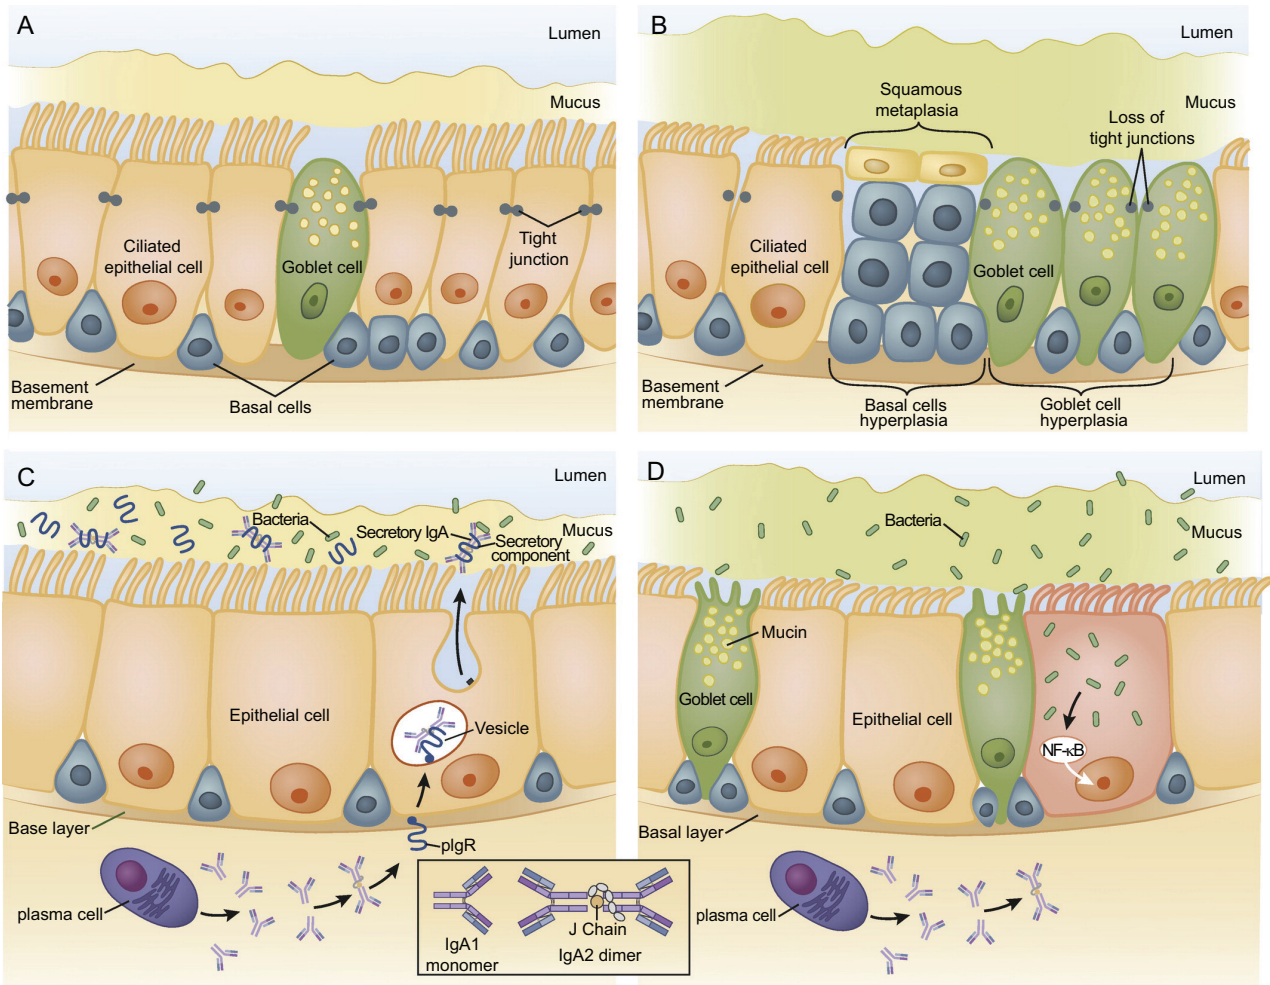 A
Lumen
Mucus
Ciliated
epithelial cell
Goblet cell
Tight
junction
Basement
membrane
Basal cells
B
Lumen
Squamous
metaplasia
Mucus
Loss of
tight junctions
Ciliated
epithelial cell
Goblet cell
Basement
membrane
Basal cells
hyperplasia
Goblet cell
hyperplasia
C
Lumen
Bacteria
Secretory IgA
Mucus
Secretory
component
Epithelial cell
Vesicle
Base layer
pIgR
plasma cell
IgA1
monomer
J Chain
IgA2 dimer
D
Lumen
Bacteria
Mucus
Mucin
Goblet cell
Epithelial cell
NF-κB
Basal layer
plasma cell